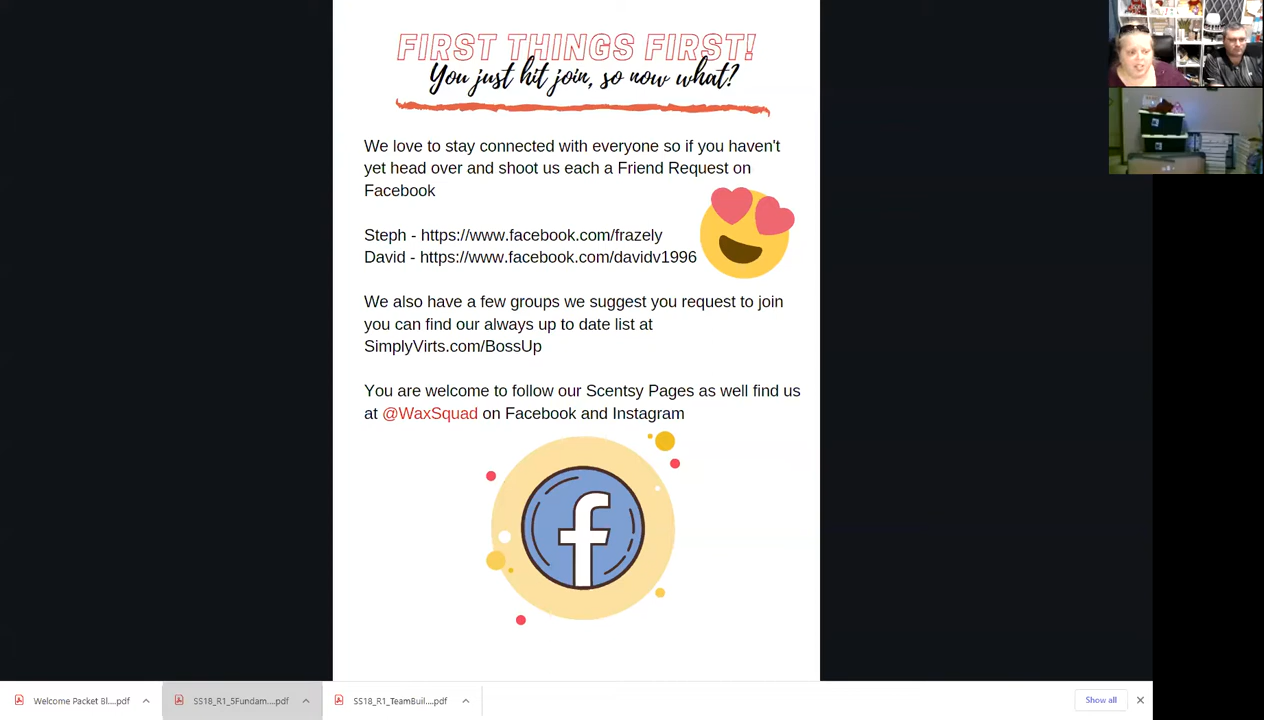 FIRST THINGS FIRST!
You just hit join, so now what?
We love to stay connected with everyone so if you haven't
yet head over and shoot us each a Friend Request on
Facebook
Steph - https://www.facebook.com/frazely
David - https://www.facebook.com/davidv1996
We also have a few groups we suggest you request to join
you can find our always up to date list at
SimplyVirts.com/BossUp
You are welcome to follow our Scentsy Pages as well find us
at @WaxSquad on Facebook and Instagram
f
Welcome Packet Bl....pdf
SS18_R1_5Fundam....pdf
SS18_R1_TeamBuil....pdf
Show all